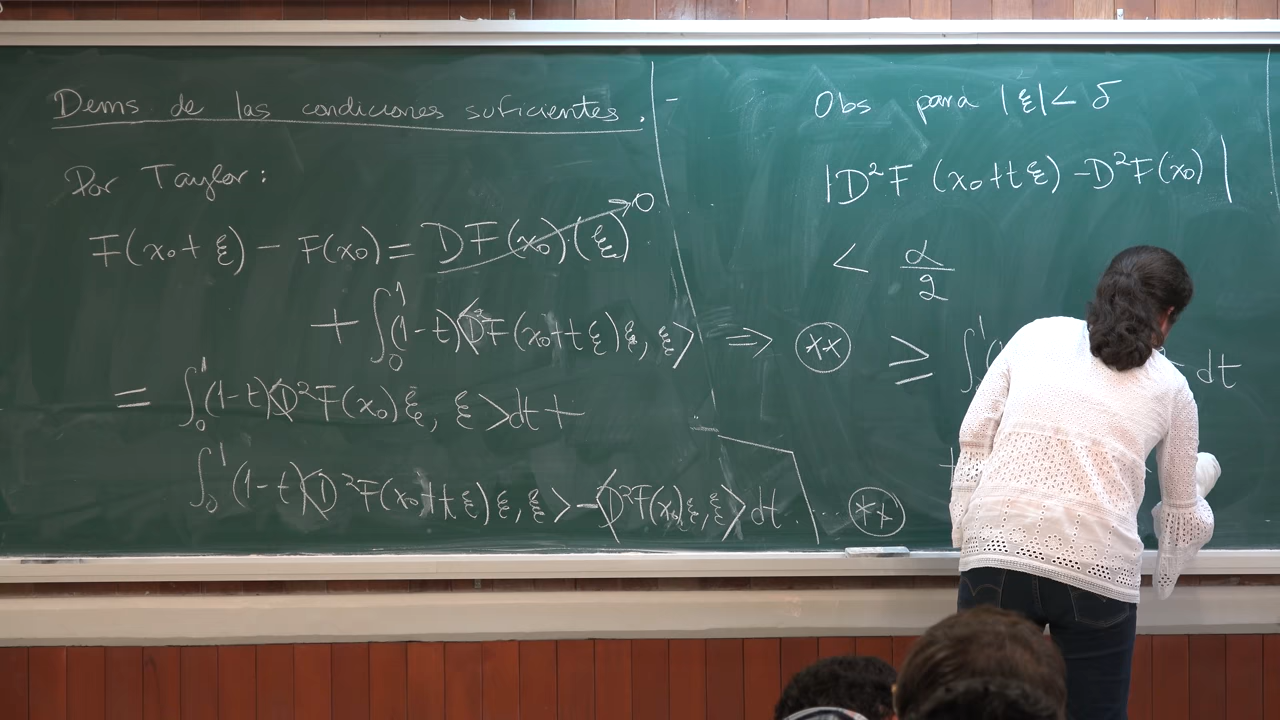 Dems de las condiciones suficientes.
Por Taylor:
F(x₀+ξ) - F(x₀) = DF(x₀)·(ξ) → 0
+ ∫₀¹ (1-t)<D²F(x₀+tξ)ξ, ξ>
= ∫₀¹ (1-t)<D²F(x₀)ξ, ξ>dt +
∫₀¹ (1-t)<D²F(x₀+tξ)ξ, ξ> - <D²F(x₀)ξ, ξ>dt. ... (**)
Obs para |ξ| < δ
|D²F (x₀+tξ) - D²F(x₀)|
< α/2
⇒ (**) ≥ ∫₀¹ ( dt
+